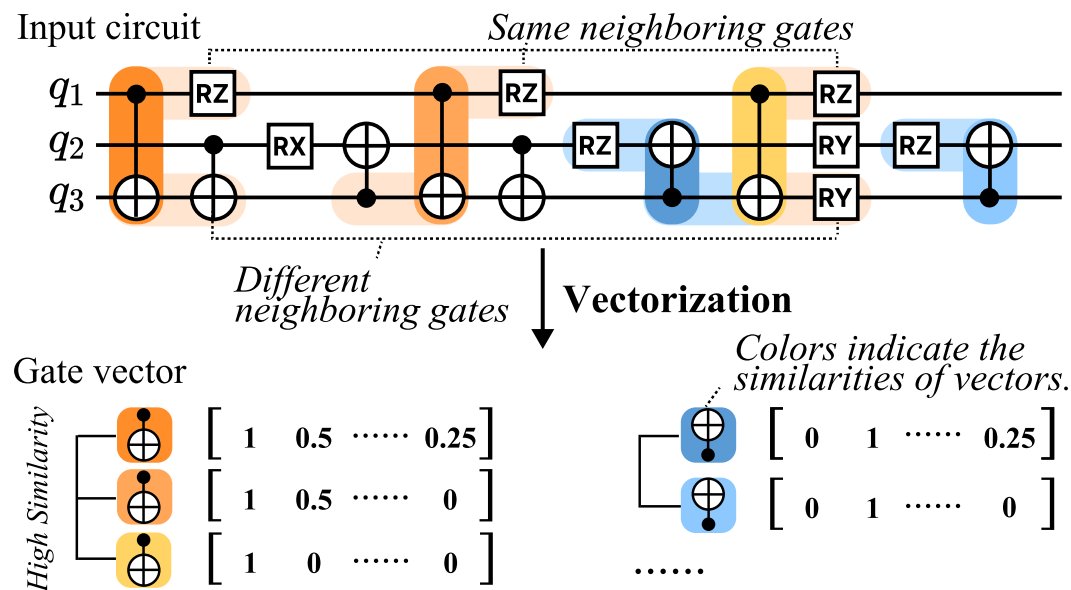 Input circuit
Same neighboring gates
q1 RZ RZ RZ
q2 RX RZ RY RZ
q3 RY
Different
neighboring gates
Vectorization
Colors indicate the
similarities of vectors.
Gate vector
High Similarity
[ 1 0.5 ······ 0.25 ]
[ 1 0.5 ······ 0 ]
[ 1 0 ······ 0 ]
[ 0 1 ······ 0.25 ]
[ 0 1 ······ 0 ]
······